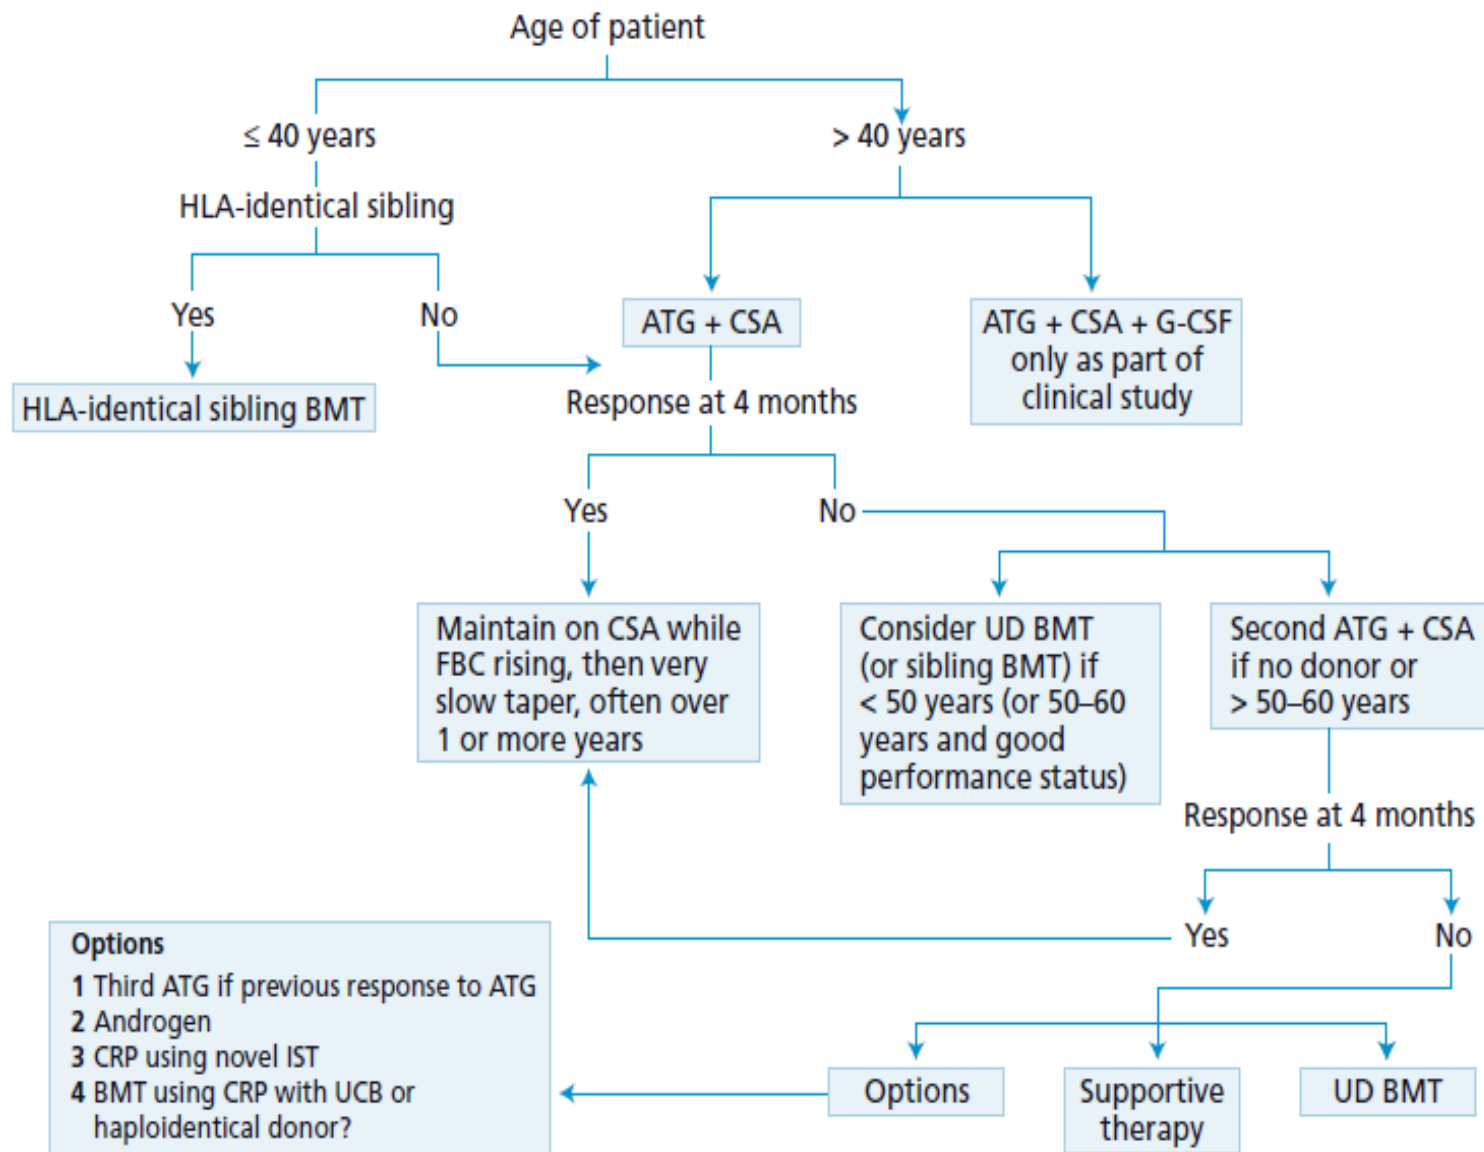 Age of patient
≤ 40 years
> 40 years
HLA-identical sibling
Yes
No
ATG + CSA
ATG + CSA + G-CSF
only as part of
clinical study
HLA-identical sibling BMT
Response at 4 months
Yes
No
Maintain on CSA while
FBC rising, then very
slow taper, often over
1 or more years
Consider UD BMT
(or sibling BMT) if
< 50 years (or 50–60
years and good
performance status)
Second ATG + CSA
if no donor or
> 50–60 years
Response at 4 months
Yes
No
Options
1 Third ATG if previous response to ATG
2 Androgen
3 CRP using novel IST
4 BMT using CRP with UCB or
haploidentical donor?
Options
Supportive
therapy
UD BMT